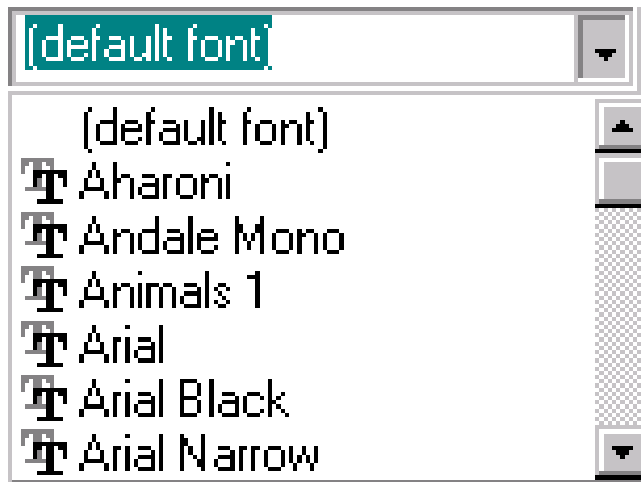 (default font)
(default font)
Aharoni
Andale Mono
Animals 1
Arial
Arial Black
Arial Narrow